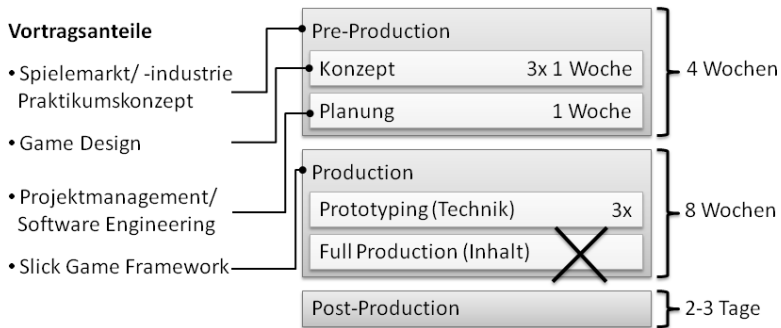 Vortragsanteile
• Spielemarkt/ -industrie
Praktikumskonzept
• Game Design
• Projektmanagement/
Software Engineering
• Slick Game Framework
Pre-Production
Konzept 3x 1 Woche
Planung 1 Woche
4 Wochen
Production
Prototyping (Technik) 3x
Full Production (Inhalt)
8 Wochen
Post-Production
2-3 Tage